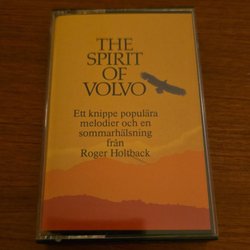 THE
SPIRIT
OF
VOLVO
Ett knippe populära
melodier och en
sommarhälsning
från
Roger Holtback